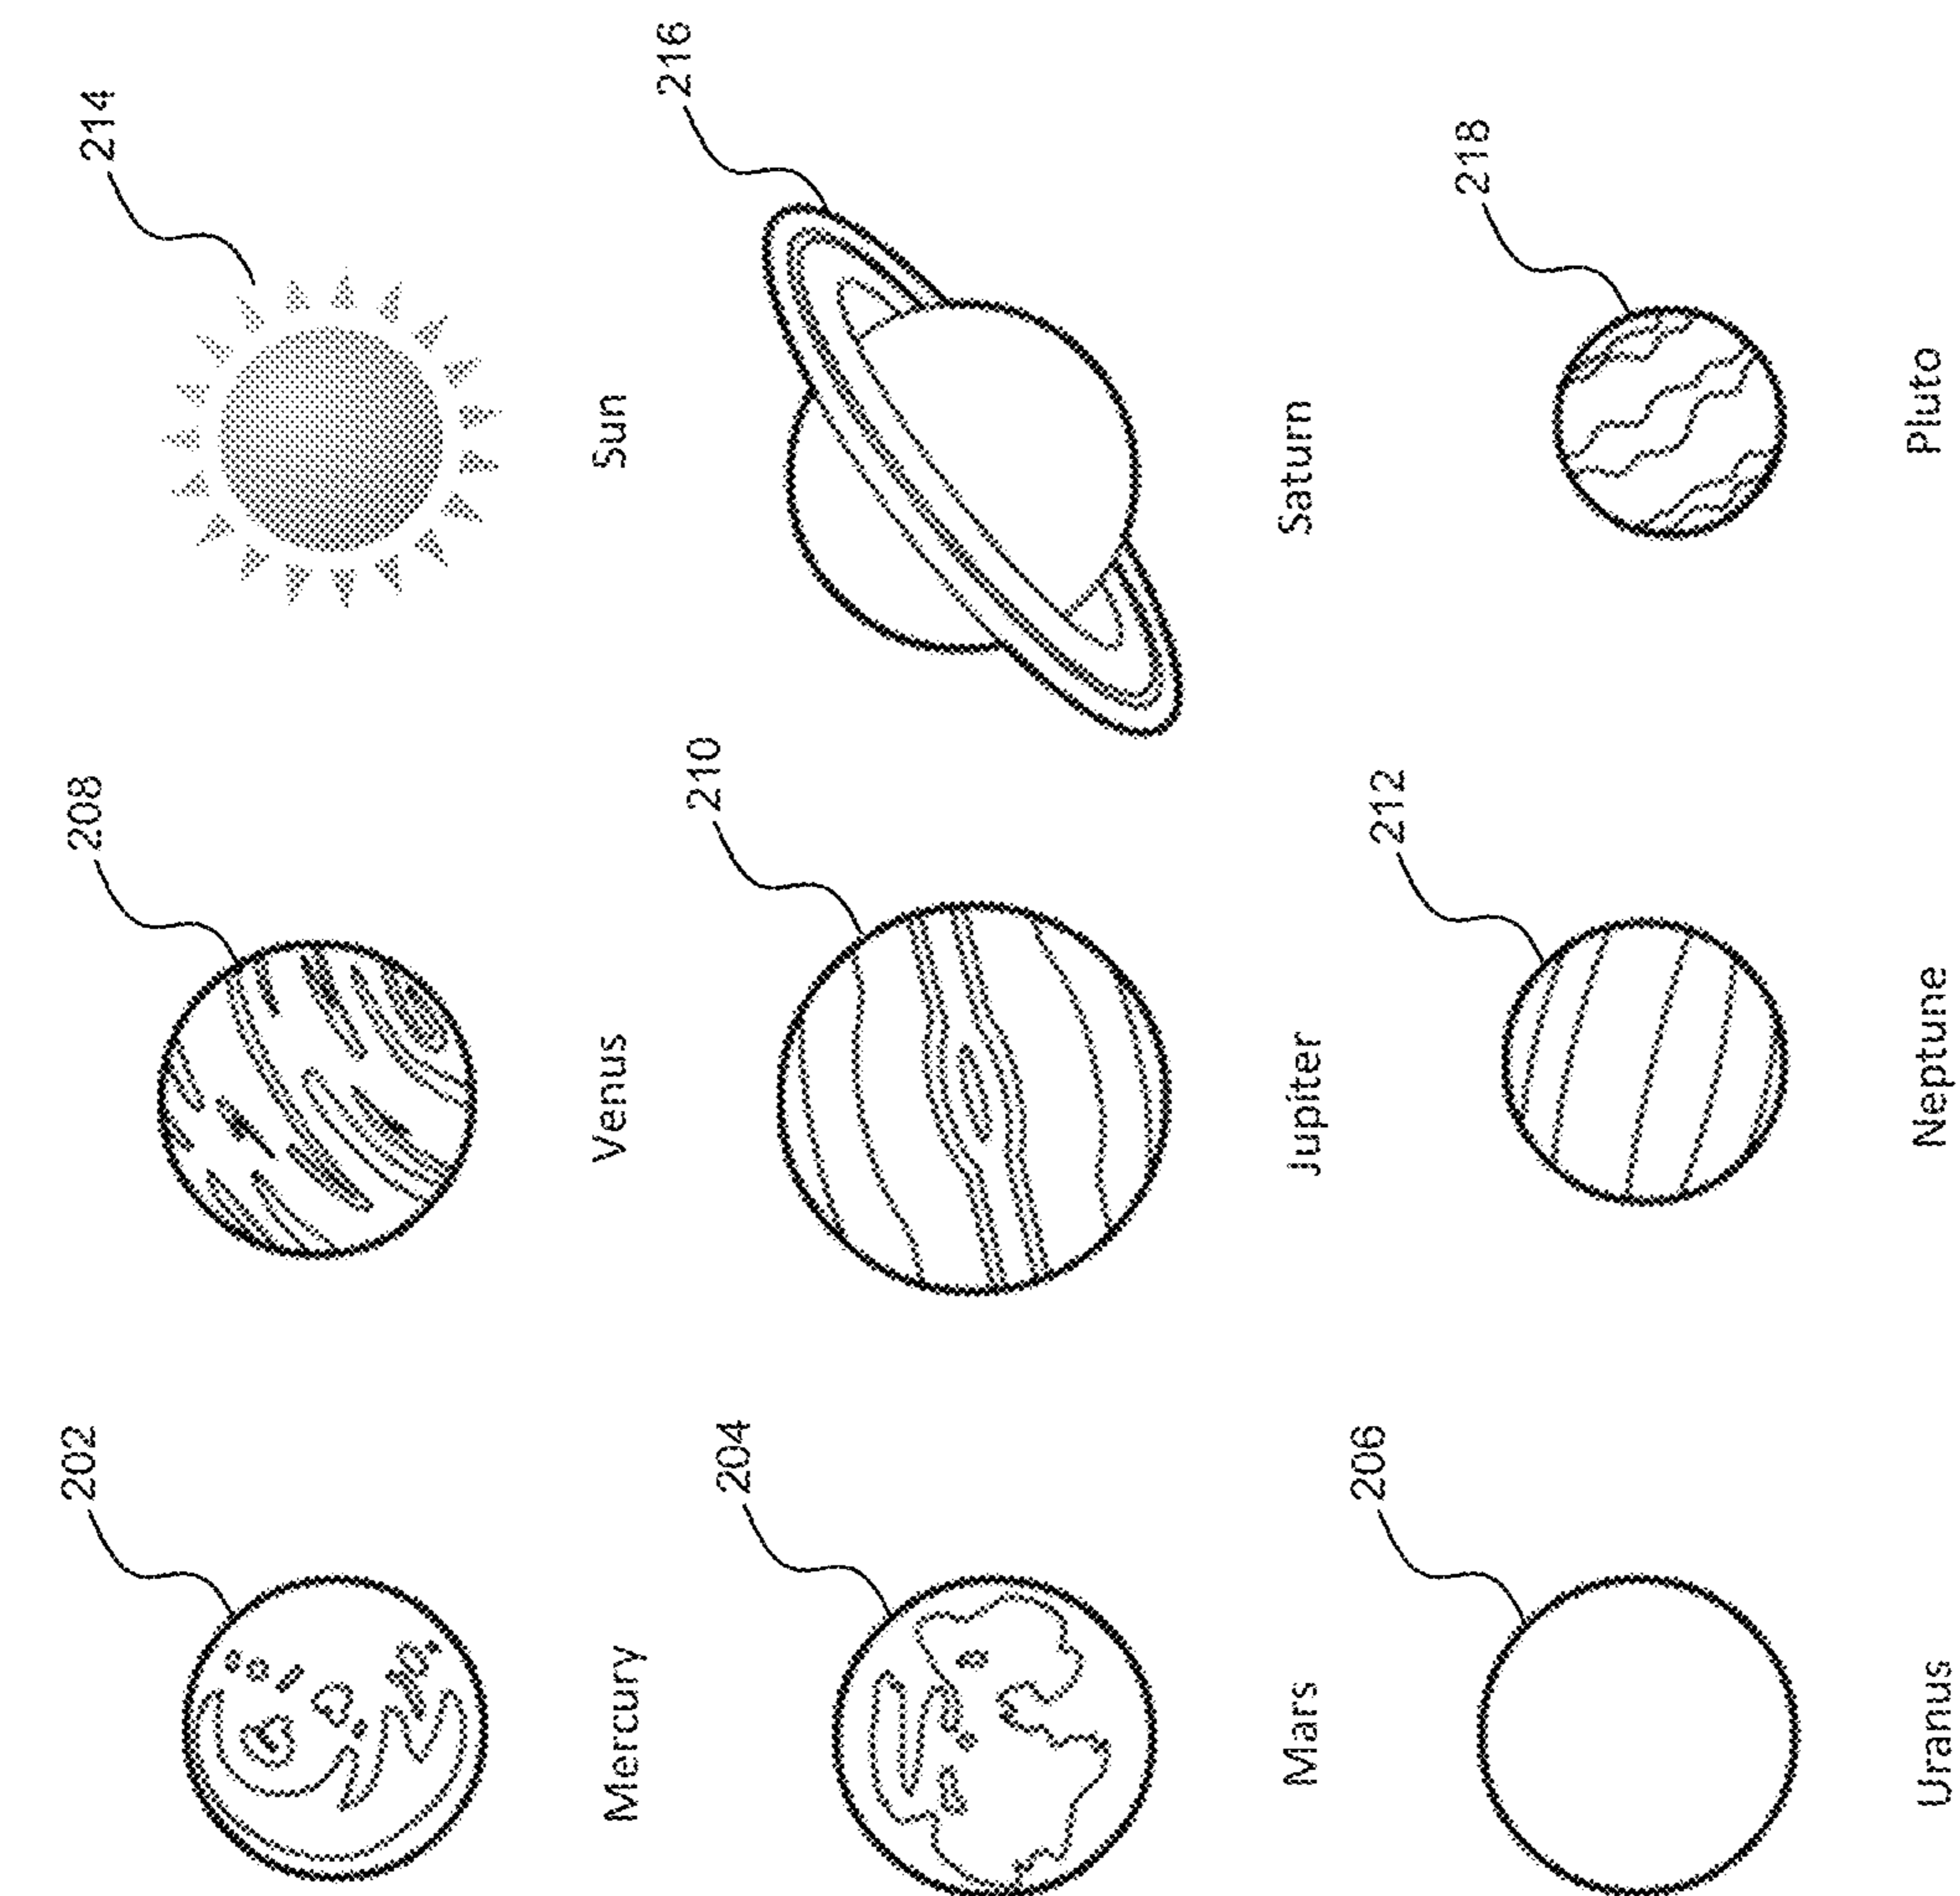 202
208
214
Mercury
Venus
Sun
204
210
216
Mars
Jupiter
Saturn
206
212
218
Uranus
Neptune
Pluto